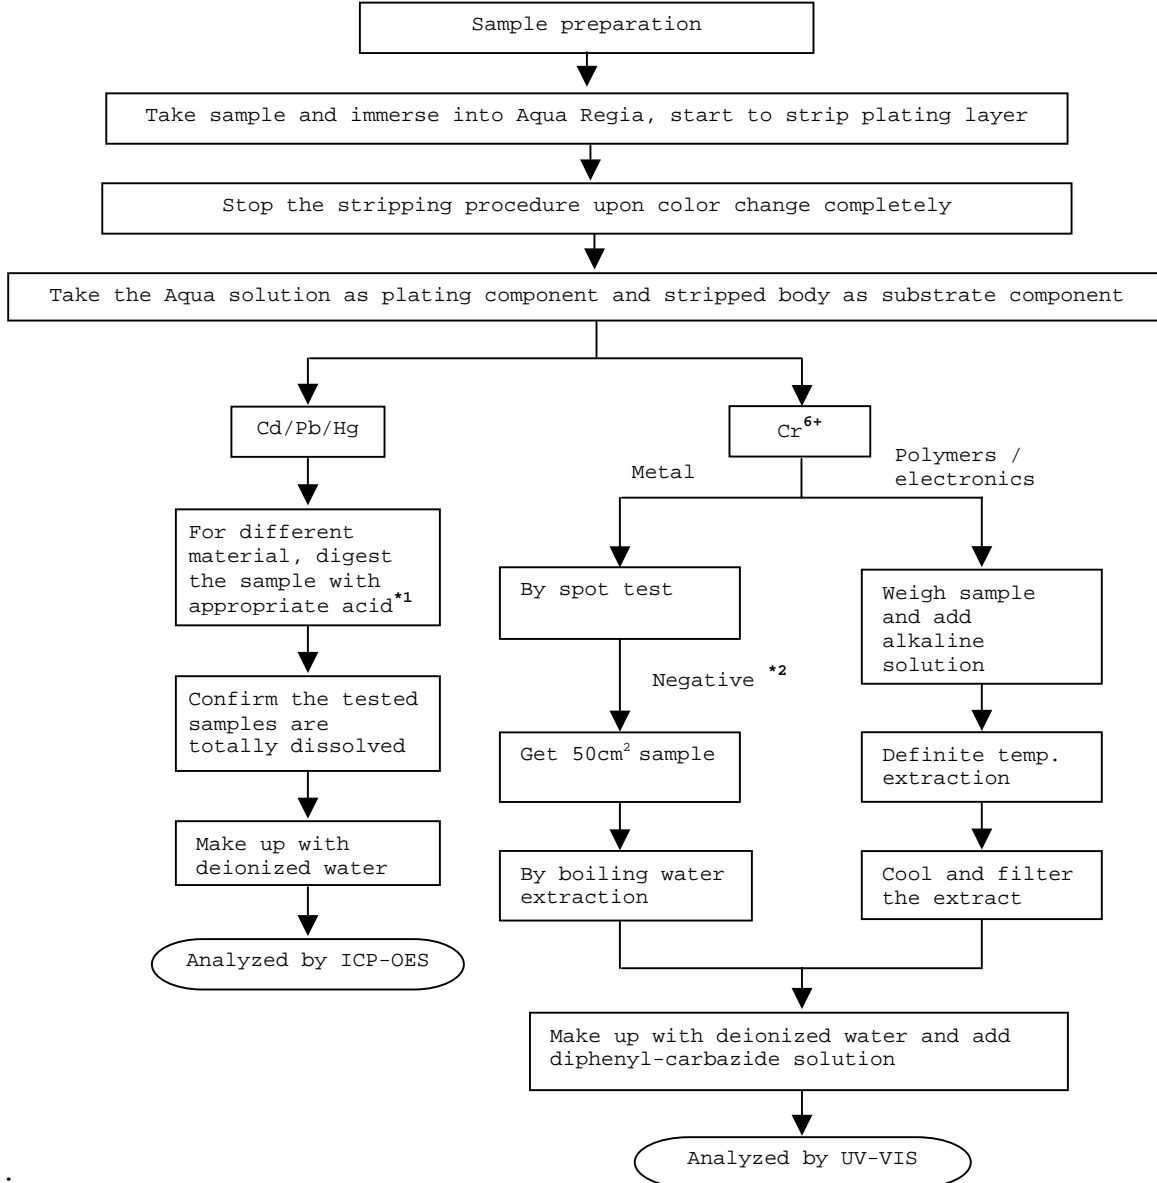 Sample preparation
Take sample and immerse into Aqua Regia, start to strip plating layer
Stop the stripping procedure upon color change completely
Take the Aqua solution as plating component and stripped body as substrate component
Cd/Pb/Hg
For different
material, digest
the sample with
appropriate acid*1
Confirm the tested
samples are
totally dissolved
Make up with
deionized water
Analyzed by ICP-OES
Cr6+
Metal
By spot test
Negative *2
Get 50cm2 sample
By boiling water
extraction
Polymers /
electronics
Weigh sample
and add
alkaline
solution
Definite temp.
extraction
Cool and filter
the extract
Make up with deionized water and add
diphenyl-carbazide solution
Analyzed by UV-VIS
.